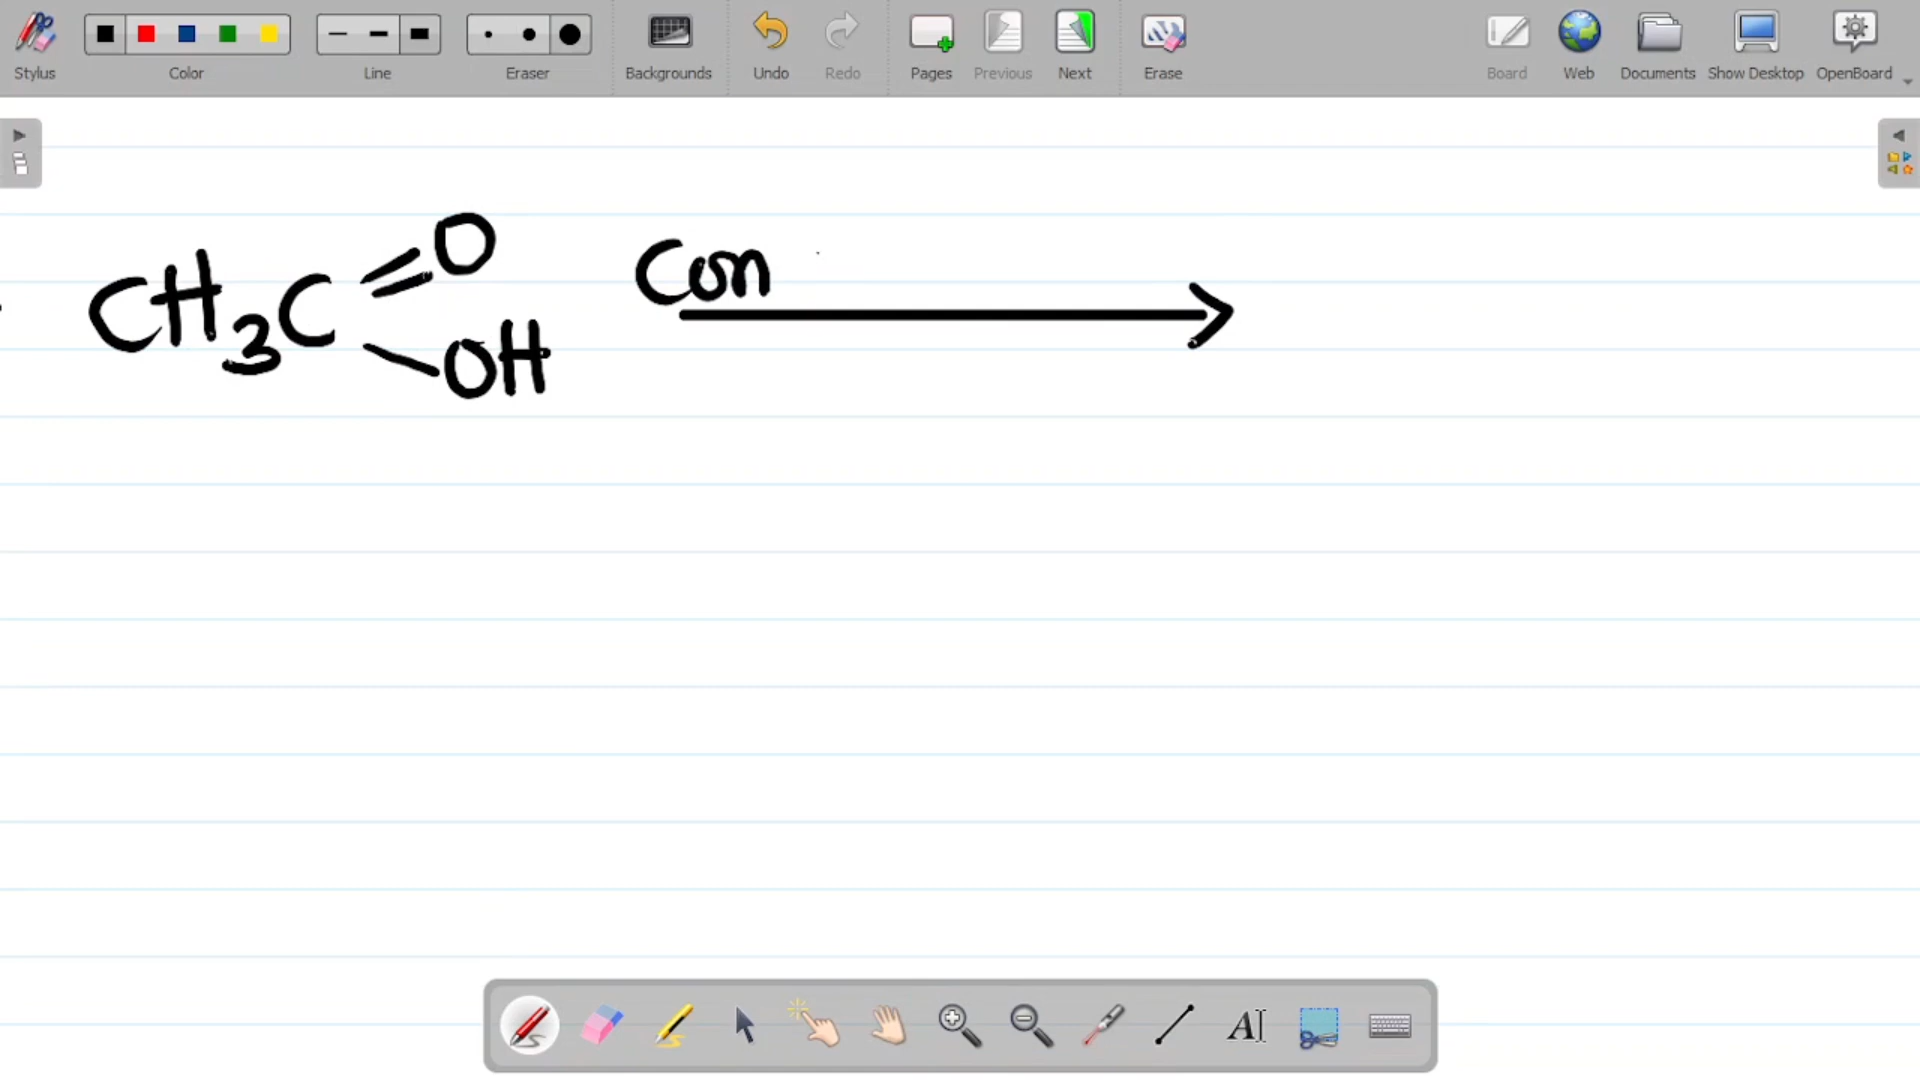 Stylus Color Line Eraser Backgrounds Undo Redo Pages Previous Next Erase Board Web Documents Show Desktop OpenBoard
O
CH3C Con
OH
A